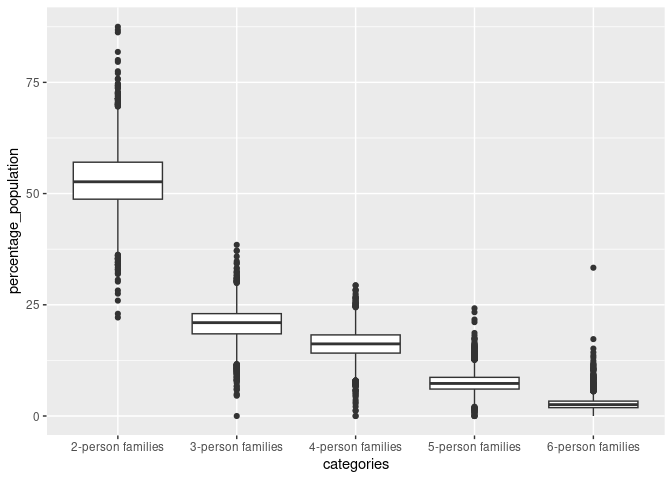 percentage_population
75
50
25
0
2-person families 3-person families 4-person families 5-person families 6-person families
categories